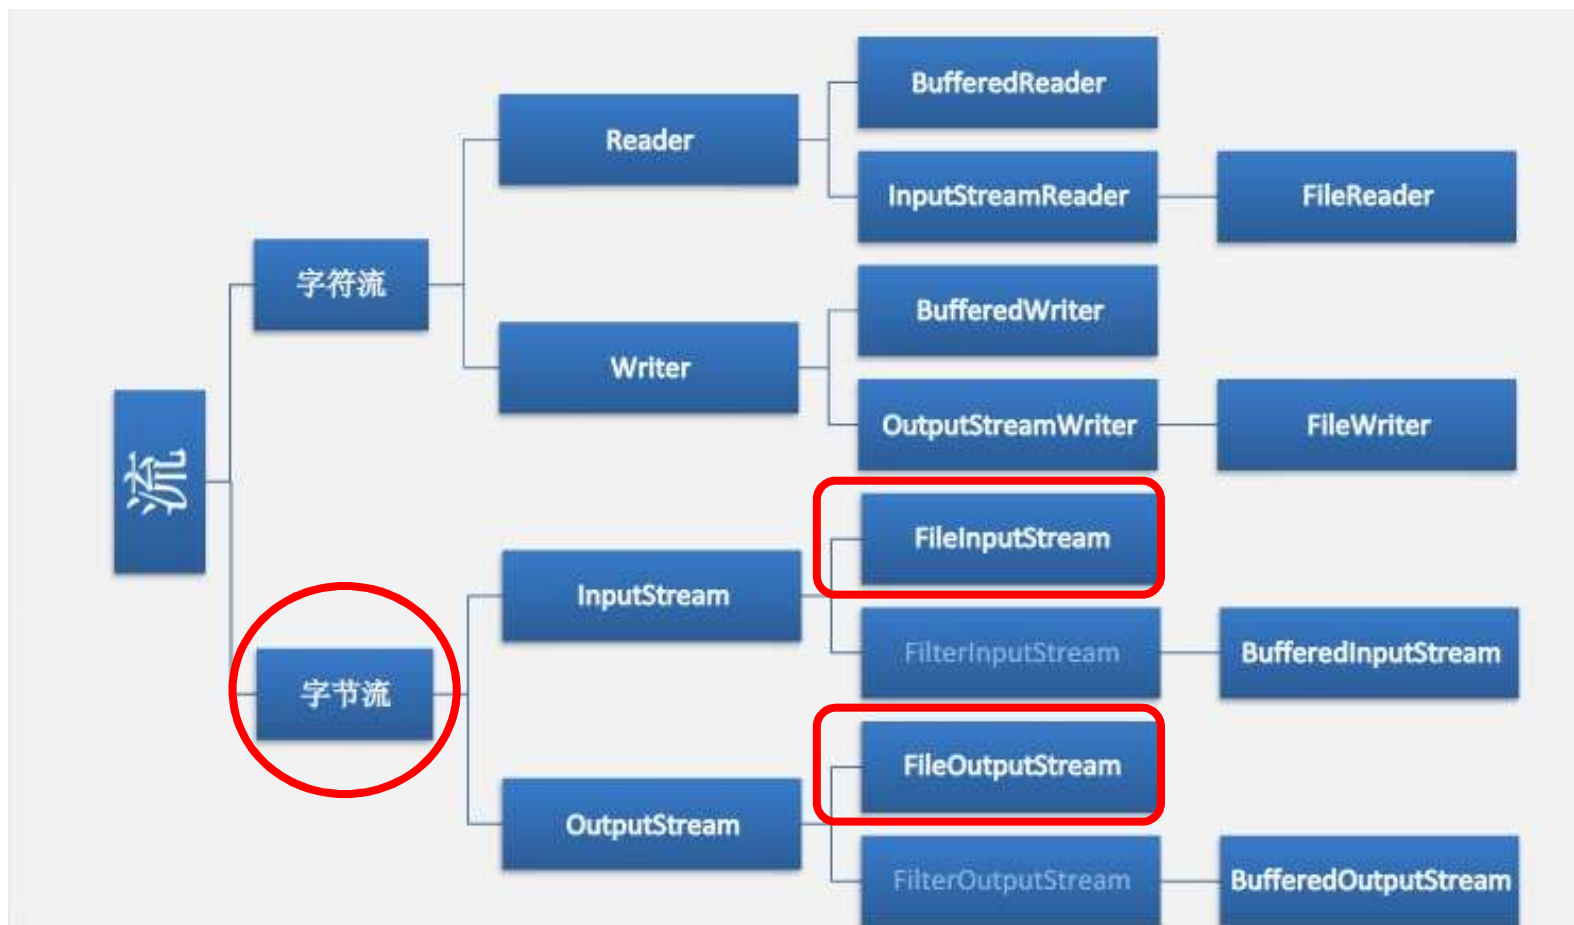 BufferedReader
Reader
InputStreamReader
FileReader
字符流
BufferedWriter
Writer
OutputStreamWriter
FileWriter
流
FileInputStream
InputStream
FilterInputStream
BufferedInputStream
字节流
FileOutputStream
OutputStream
FilterOutputStream
BufferedOutputStream